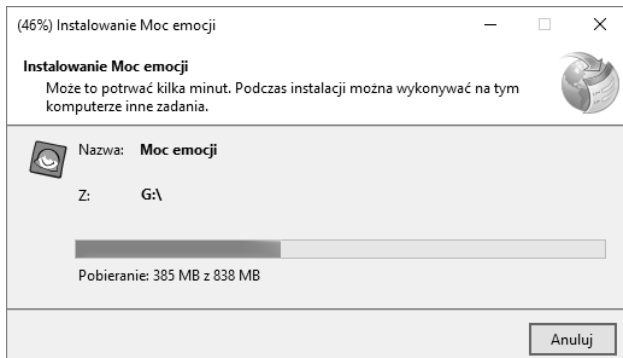 (46%) Instalowanie Moc emocji
Instalowanie Moc emocji
Może to potrwać kilka minut. Podczas instalacji można wykonywać na tym
komputerze inne zadania.
Nazwa: Moc emocji
Z: G:\
Pobieranie: 385 MB z 838 MB
Anuluj